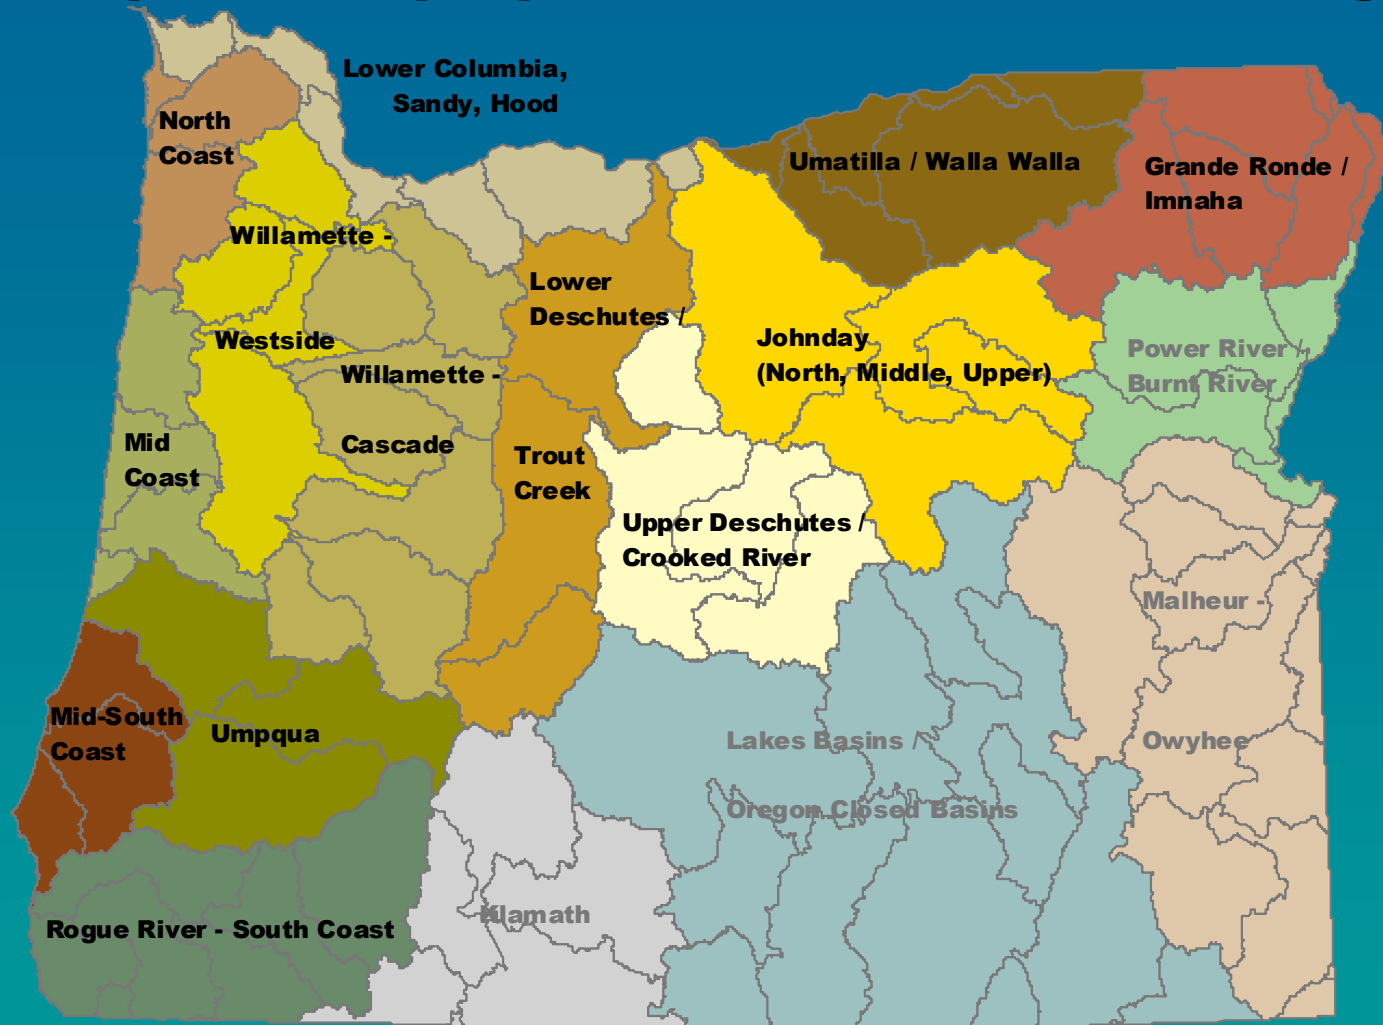 Lower Columbia,
Sandy, Hood
North
Coast
Umatilla / Walla Walla
Grande Ronde /
Imnaha
Willamette -
Westside
Lower
Deschutes /
Johnday
(North, Middle, Upper)
Power River /
Burnt River
Willamette -
Cascade
Mid
Coast
Trout
Creek
Upper Deschutes /
Crooked River
Malheur -
Owyhee
Mid-South
Coast
Umpqua
Lakes Basins /
Oregon Closed Basins
Klamath
Rogue River - South Coast